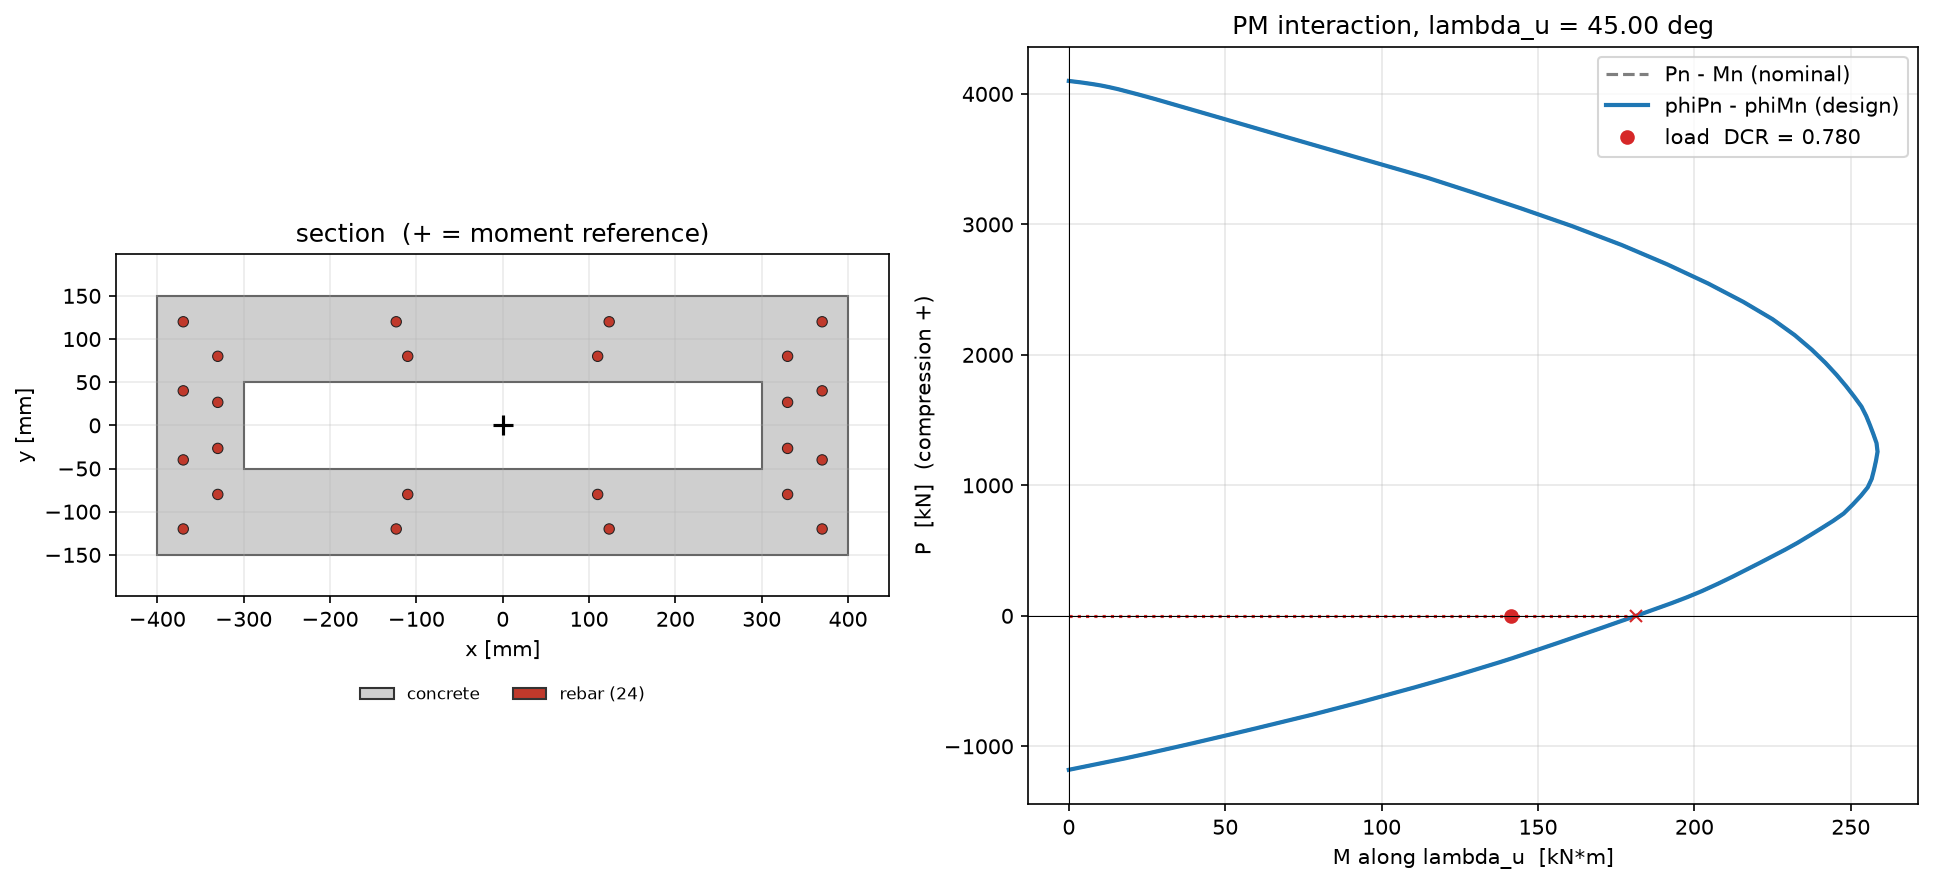 section  (+ = moment reference)
150
100
50
0
−50
−100
−150
y [mm]
−400
−300
−200
−100
0
100
200
300
400
x [mm]
concrete
rebar (24)
PM interaction, lambda_u = 45.00 deg
Pn - Mn (nominal)
phiPn - phiMn (design)
load  DCR = 0.780
4000
3000
2000
1000
0
−1000
P  [kN]  (compression +)
0
50
100
150
200
250
M along lambda_u  [kN*m]